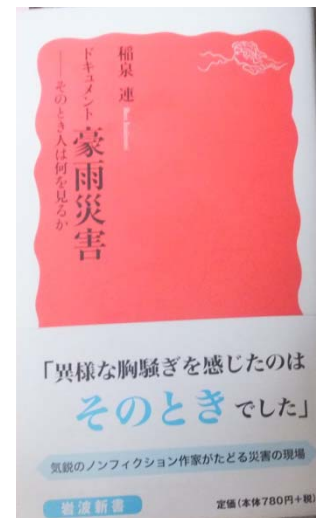 稲泉 連
ドキュメント 豪雨災害
――そのとき人は何を見るか
「異様な胸騒ぎを感じたのは
そのときでした」
気鋭のノンフィクション作家がたどる災害の現場
岩波新書
定価(本体780円+税)